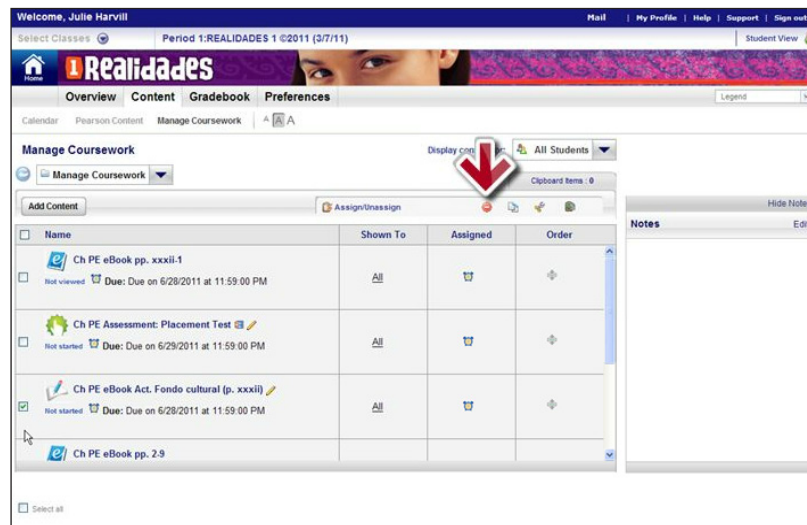 Welcome, Julie Harvill
Mail | My Profile | Help | Support | Sign out
Select Classes Period 1:REALIDADES 1 ©2011 (3/7/11) Student View
Home 1 Realidades
Overview Content Gradebook Preferences Legend
Calendar Pearson Content Manage Coursework A A A
Manage Coursework Display All Students
Manage Coursework Clipboard Items : 0
Add Content Assign/Unassign Hide Note
Notes Edi
Name Shown To Assigned Order
Ch PE eBook pp. xxxii-1
Not viewed Due: Due on 6/28/2011 at 11:59:00 PM All
Ch PE Assessment: Placement Test
Not started Due: Due on 6/29/2011 at 11:59:00 PM All
Ch PE eBook Act. Fondo cultural (p. xxxii)
Not started Due: Due on 6/28/2011 at 11:59:00 PM All
Ch PE eBook pp. 2-9
Select all